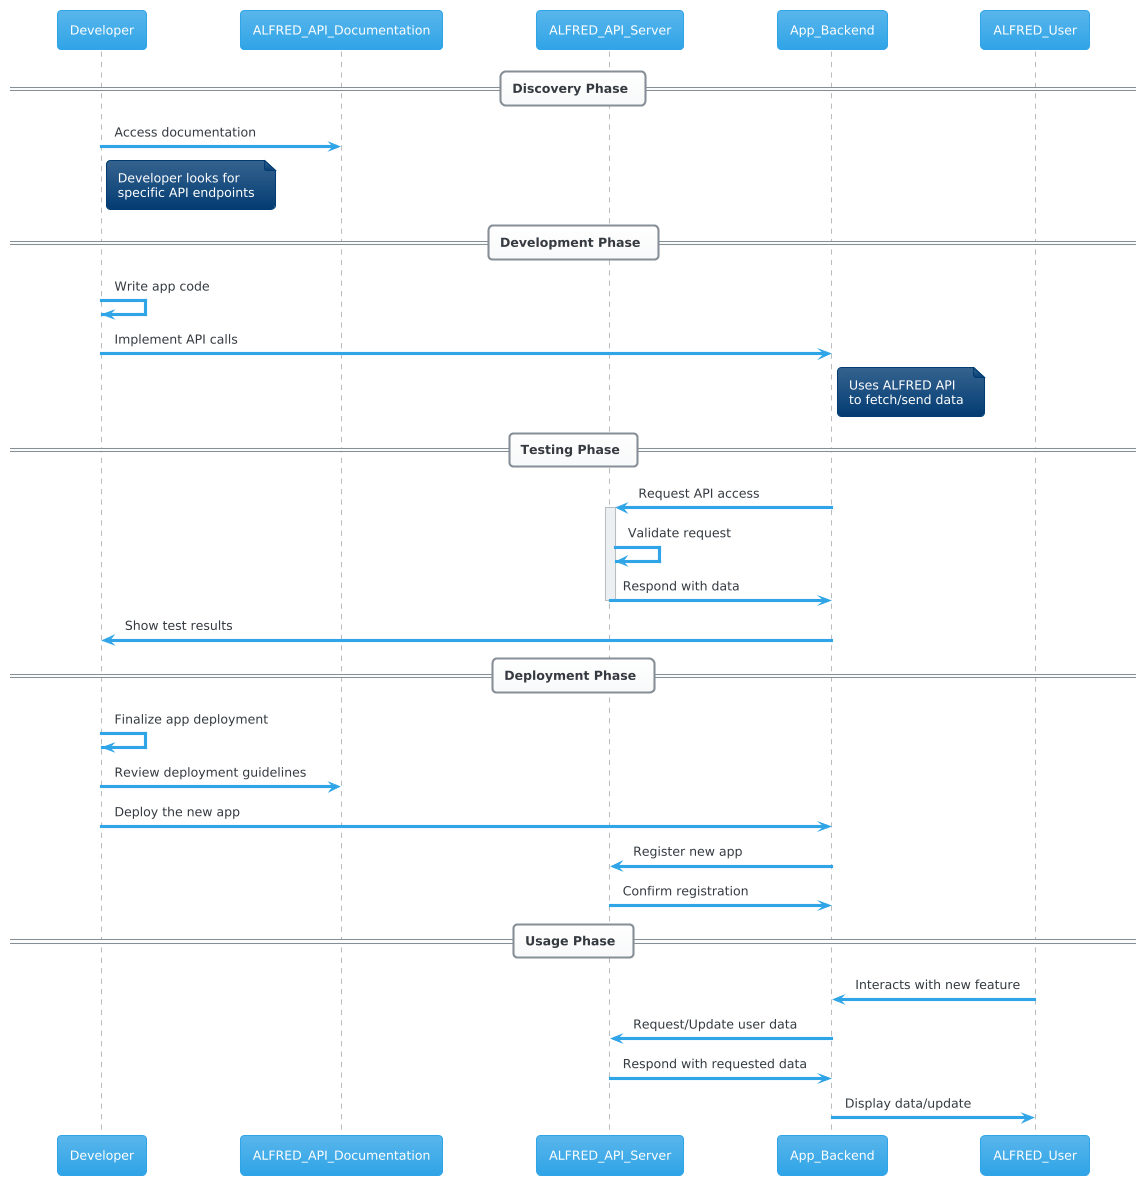 Developer
ALFRED_API_Documentation
ALFRED_API_Server
App_Backend
ALFRED_User
Discovery Phase
Access documentation
Developer looks for
specific API endpoints
Development Phase
Write app code
Implement API calls
Uses ALFRED API
to fetch/send data
Testing Phase
Request API access
Validate request
Respond with data
Show test results
Deployment Phase
Finalize app deployment
Review deployment guidelines
Deploy the new app
Register new app
Confirm registration
Usage Phase
Interacts with new feature
Request/Update user data
Respond with requested data
Display data/update
Developer
ALFRED_API_Documentation
ALFRED_API_Server
App_Backend
ALFRED_User